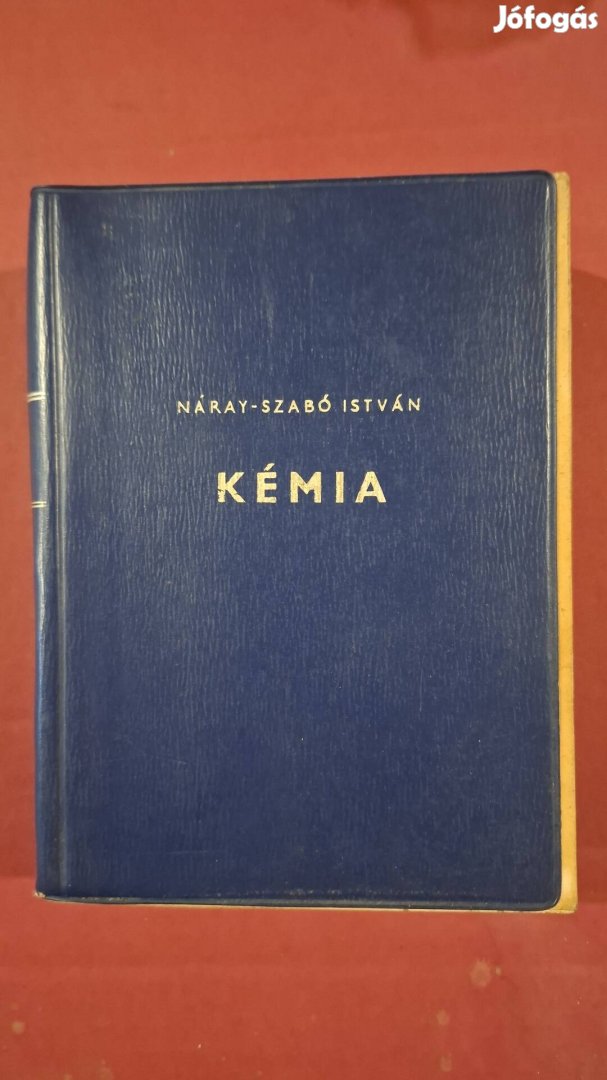 Jófogás
NÁRAY-SZABÓ ISTVÁN
KÉMIA